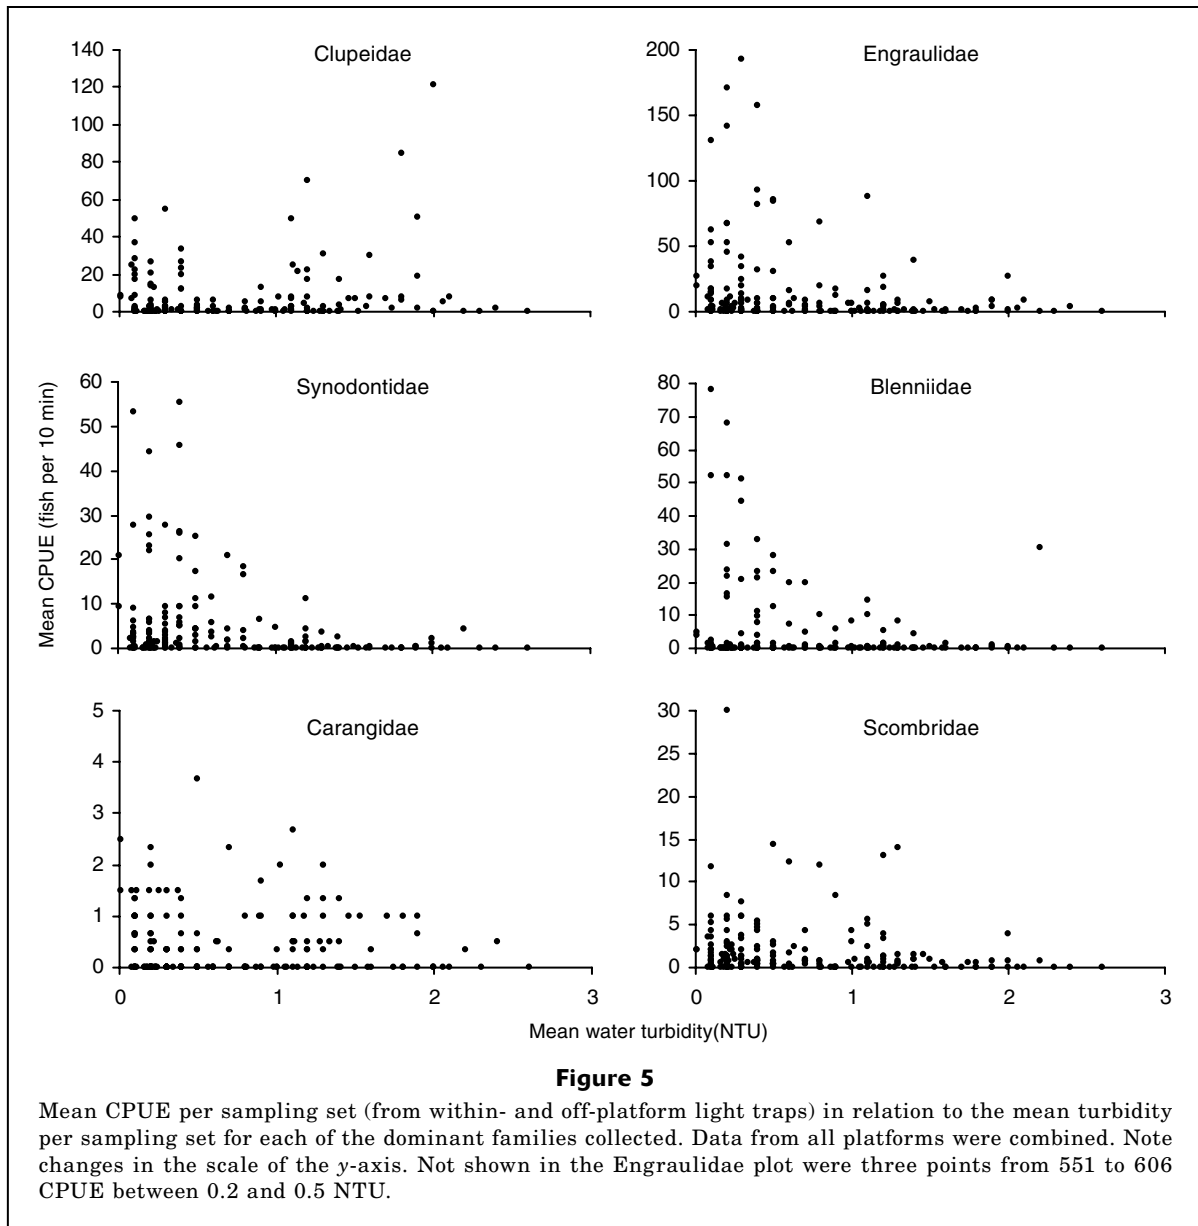 Clupeidae
140
120
100
80
60
40
20
0
Engraulidae
200
150
100
50
0
Mean CPUE (fish per 10 min)
Synodontidae
60
50
40
30
20
10
0
Blenniidae
80
70
60
50
40
30
20
10
0
Carangidae
5
4
3
2
1
0
0 1 2 3
Scombridae
30
25
20
15
10
5
0
0 1 2 3
Mean water turbidity(NTU)
Figure 5
Mean CPUE per sampling set (from within- and off-platform light traps) in relation to the mean turbidity
per sampling set for each of the dominant families collected. Data from all platforms were combined. Note
changes in the scale of the y-axis. Not shown in the Engraulidae plot were three points from 551 to 606
CPUE between 0.2 and 0.5 NTU.